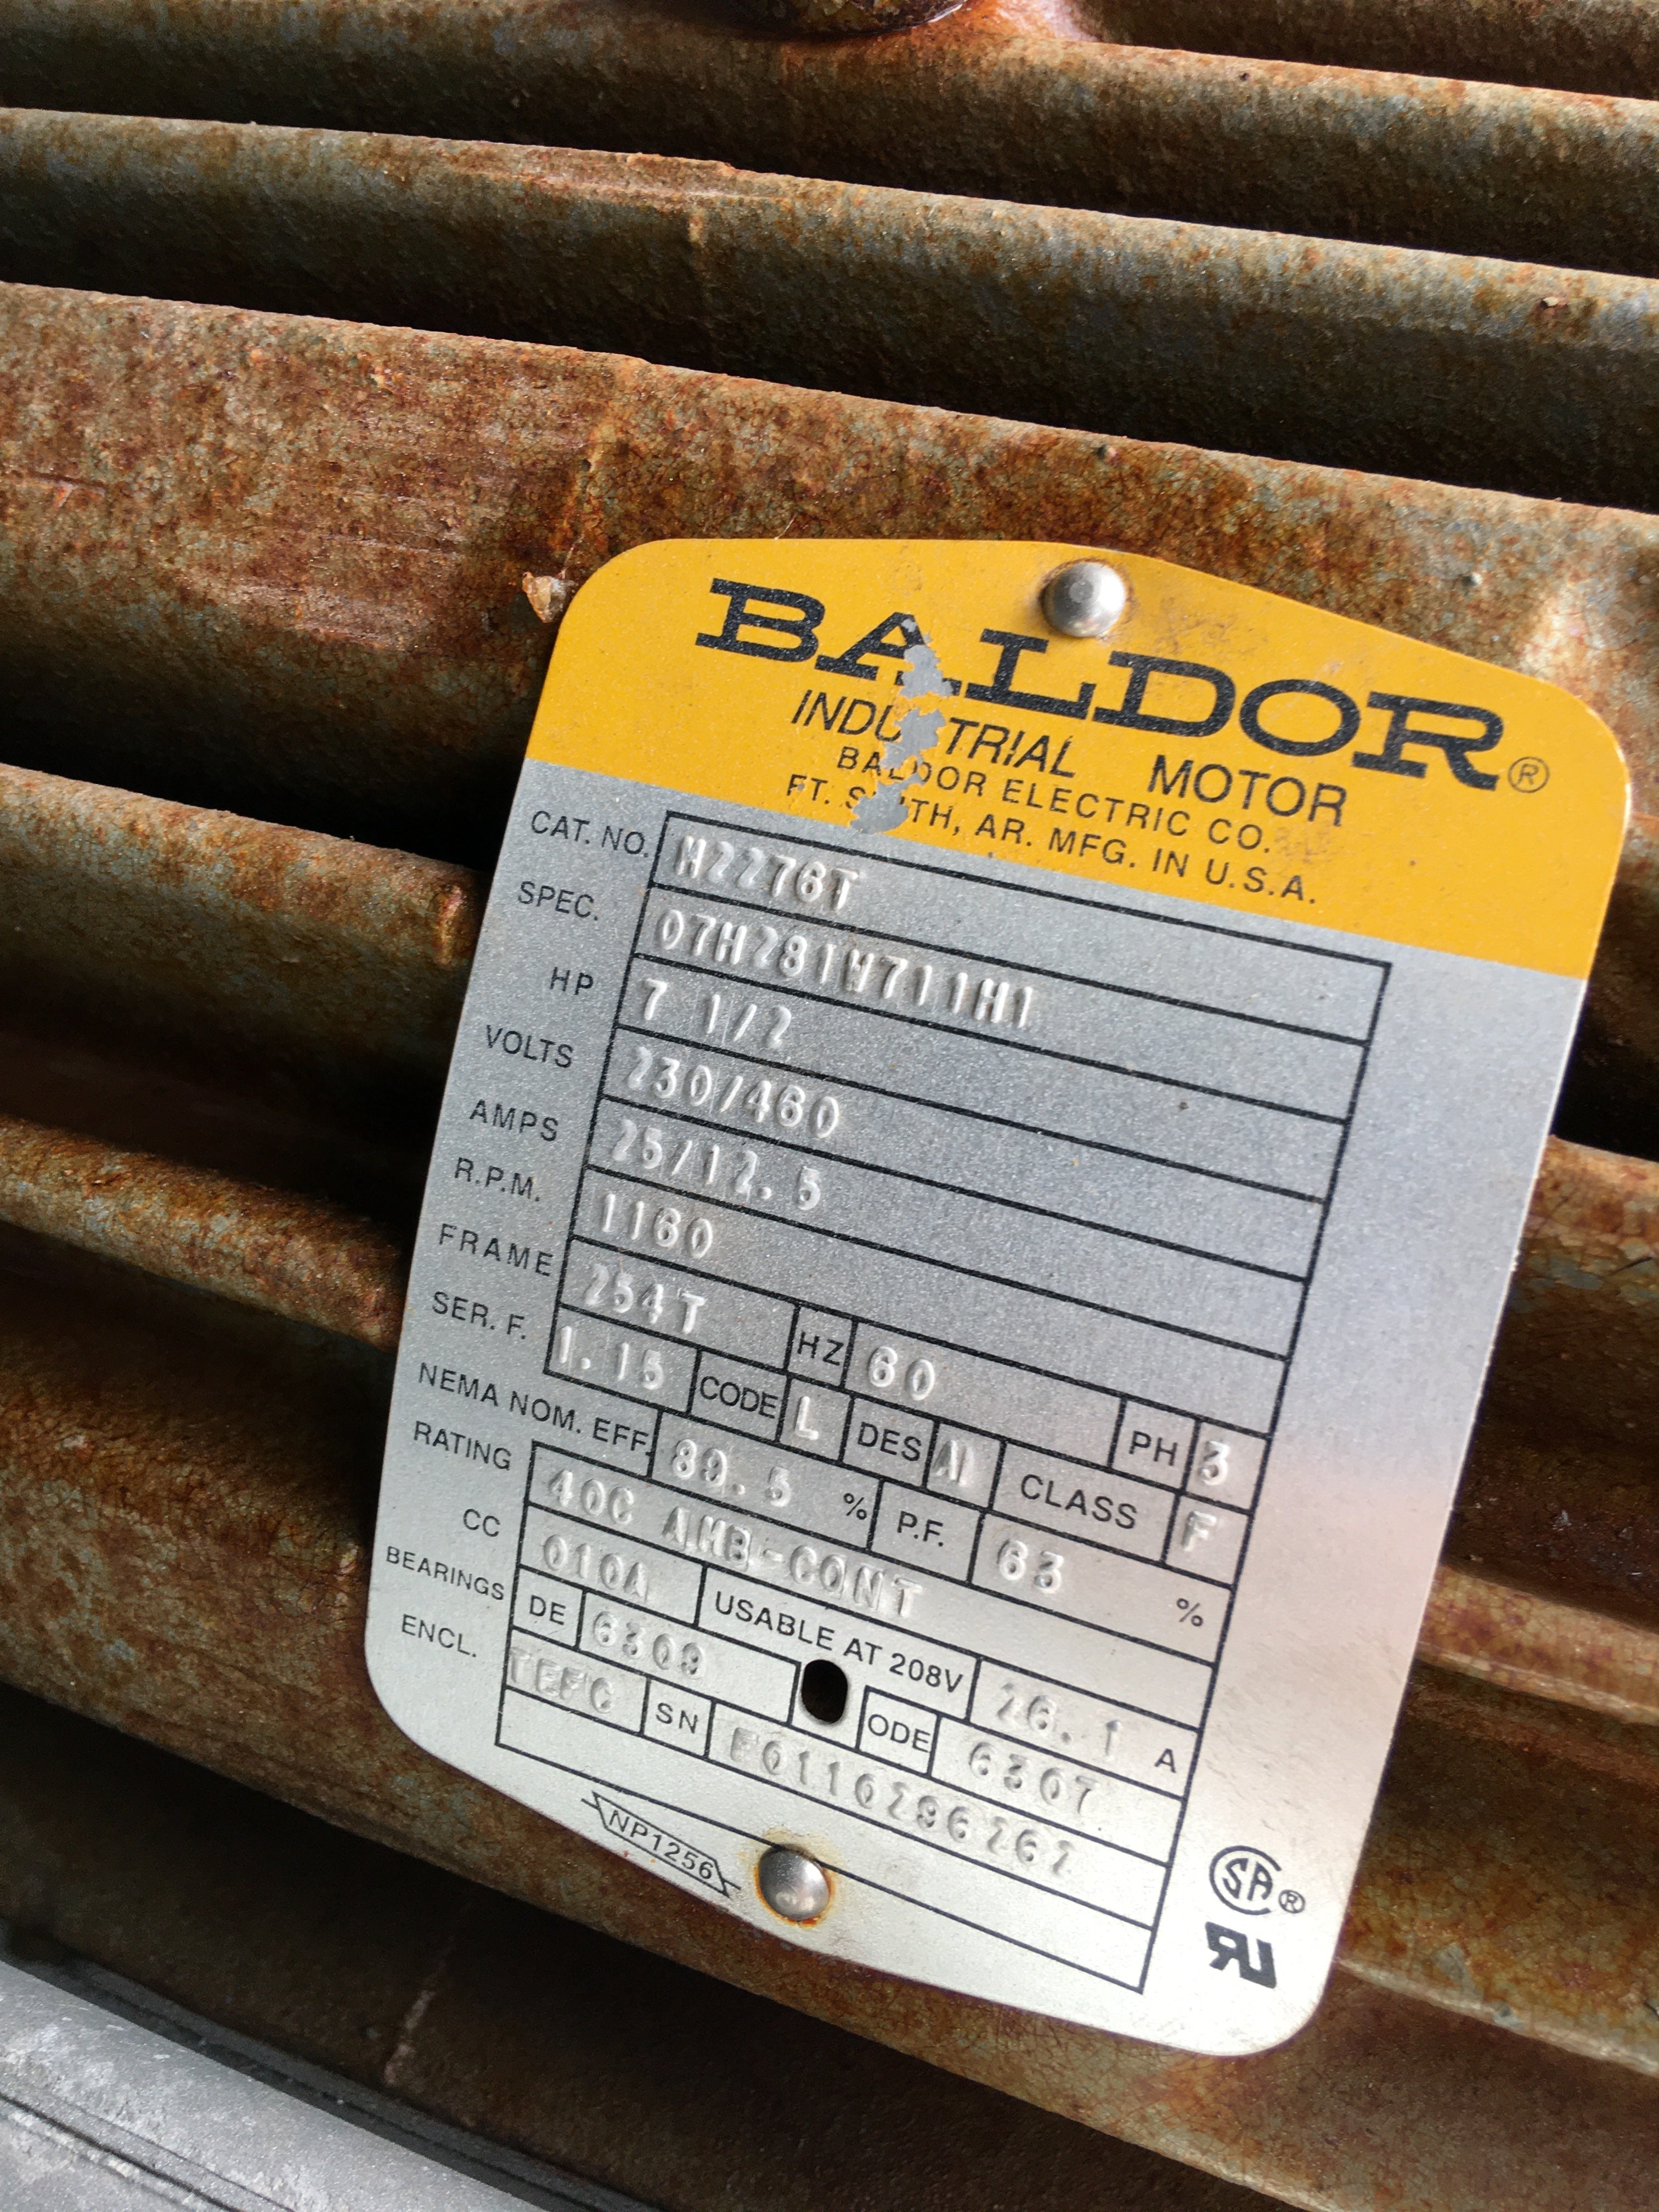 BALDOR®
INDUSTRIAL MOTOR
BALDOR ELECTRIC CO.
FT. SMITH, AR. MFG. IN U.S.A.
CAT. NO. M2276T
SPEC. 07H281W711H1
HP 7 1/2
VOLTS 230/460
AMPS 25/12.5
R.P.M. 1160
FRAME 254T HZ 60 PH 3
SER. F. 1.15 CODE L DES CLASS F
NEMA NOM. EFF. 89.5 % P.F. 63 %
RATING 40C AMB-CONT
CC 010A USABLE AT 208V 26.1 A
BEARINGS DE 6309 ODE 6307
ENCL. TEFC SN F0110296262
NP1256
SA®
RU